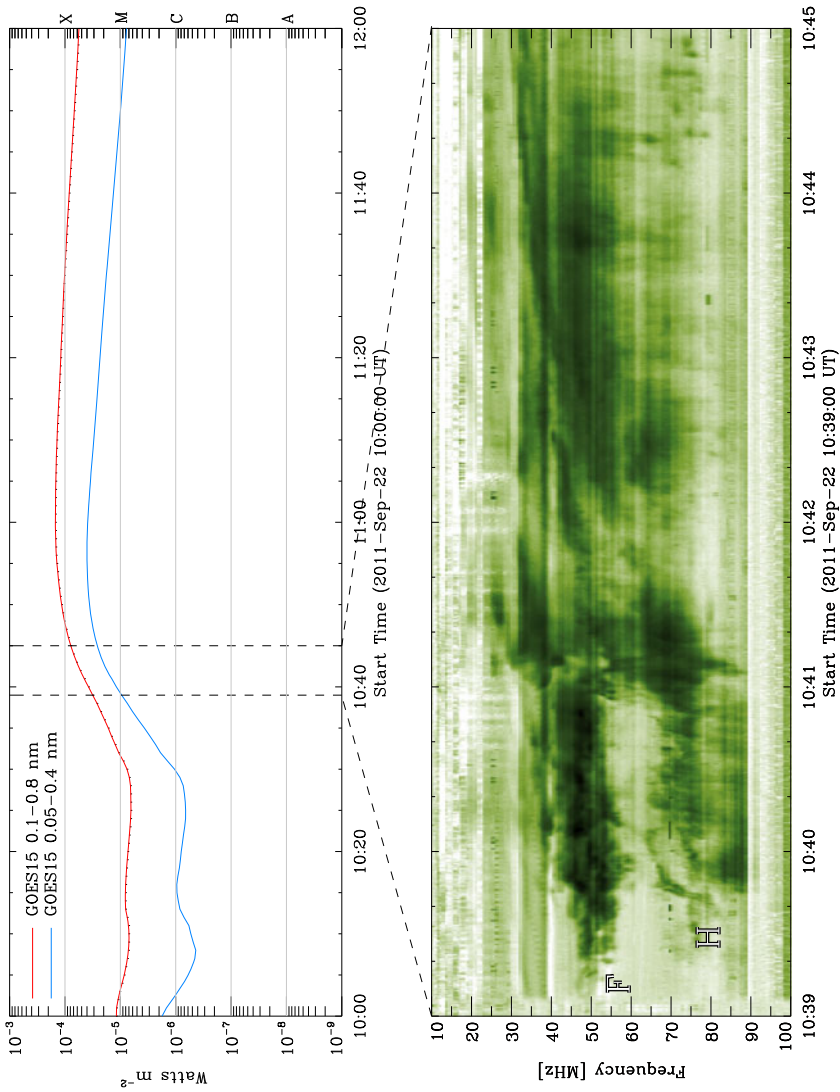 GOES15 0.1-0.8 nm
GOES15 0.05-0.4 nm
X
M
C
B
A
10⁻³
10⁻⁴
10⁻⁵
10⁻⁶
10⁻⁷
10⁻⁸
10⁻⁹
Watts m⁻²
10:00
10:20
10:40
11:00
11:20
11:40
12:00
Start Time (2011-Sep-22 10:00:00 UT)
10
20
30
40
50
60
70
80
90
100
Frequency [MHz]
F
H
10:39
10:40
10:41
10:42
10:43
10:44
10:45
Start Time (2011-Sep-22 10:39:00 UT)